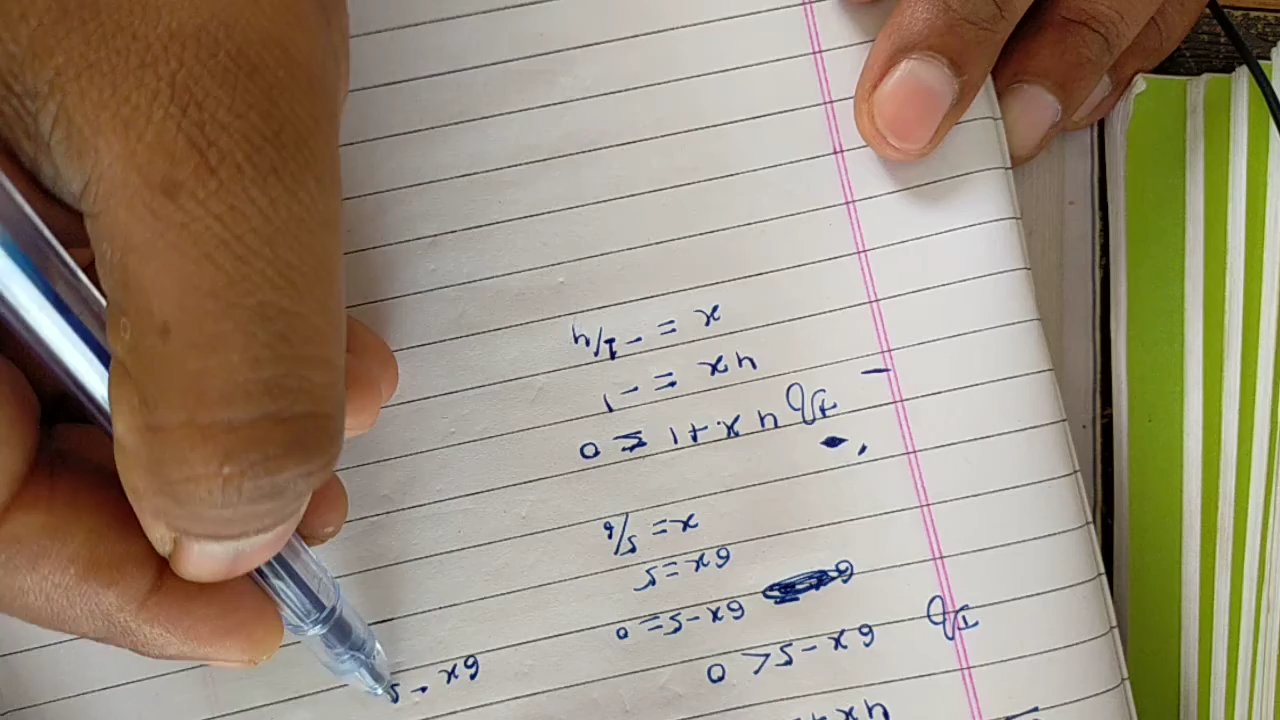 4x
6x - 5
If 6x - 5 < 0
6x - 5 = 0
6x = 5
x = 5/6
If 4x + 1 ≤ 0
4x = -1
x = -1/4